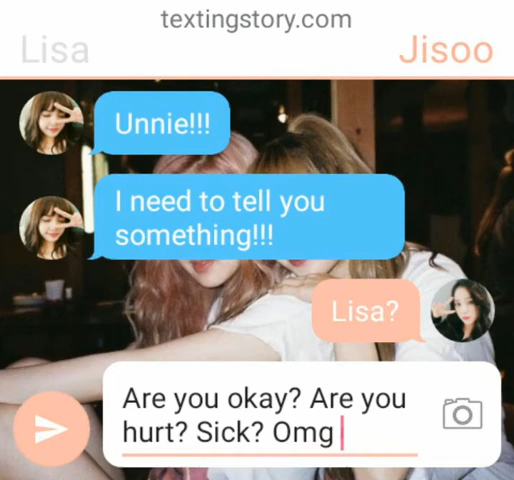 textingstory.com
Lisa
Jisoo
Unnie!!!
I need to tell you
something!!!
Lisa?
Are you okay? Are you
hurt? Sick? Omg